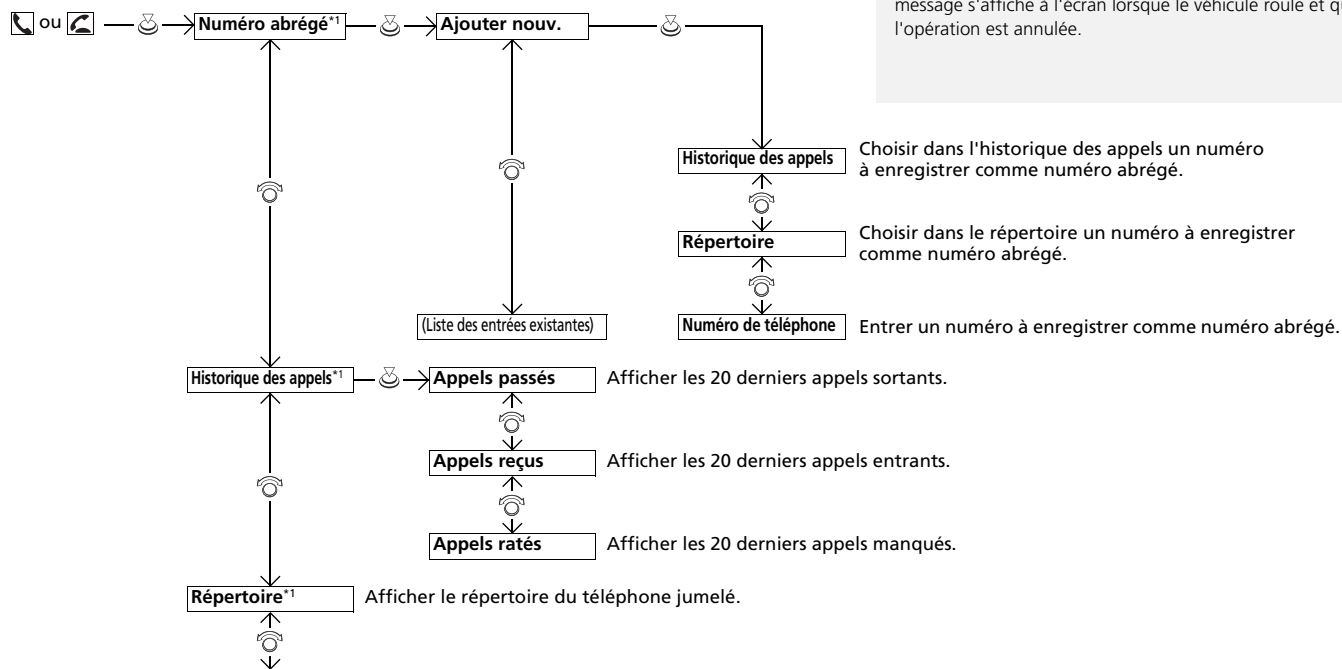 message s'affiche à l'écran lorsque le véhicule roule et
l'opération est annulée.
ou
Numéro abrégé*1
Ajouter nouv.
Historique des appels
Choisir dans l'historique des appels un numéro
à enregistrer comme numéro abrégé.
Répertoire
Choisir dans le répertoire un numéro à enregistrer
comme numéro abrégé.
(Liste des entrées existantes)
Numéro de téléphone
Entrer un numéro à enregistrer comme numéro abrégé.
Historique des appels*1
Appels passés
Afficher les 20 derniers appels sortants.
Appels reçus
Afficher les 20 derniers appels entrants.
Appels ratés
Afficher les 20 derniers appels manqués.
Répertoire*1
Afficher le répertoire du téléphone jumelé.